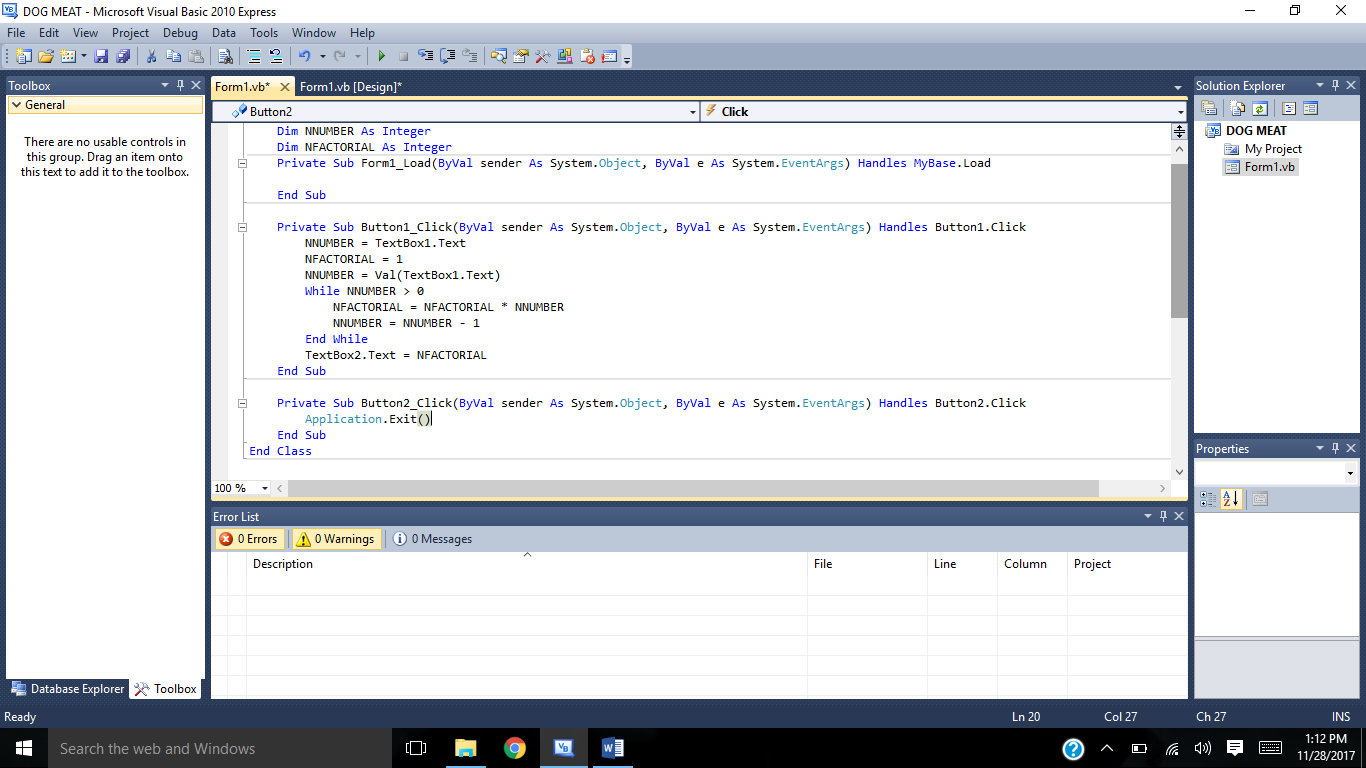 DOG MEAT - Microsoft Visual Basic 2010 Express
File Edit View Project Debug Data Tools Window Help
Toolbox
General
There are no usable controls in
this group. Drag an item onto
this text to add it to the toolbox.
Database Explorer Toolbox
Form1.vb* Form1.vb [Design]*
Button2 Click
Dim NNUMBER As Integer
Dim NFACTORIAL As Integer
Private Sub Form1_Load(ByVal sender As System.Object, ByVal e As System.EventArgs) Handles MyBase.Load
End Sub
Private Sub Button1_Click(ByVal sender As System.Object, ByVal e As System.EventArgs) Handles Button1.Click
NNUMBER = TextBox1.Text
NFACTORIAL = 1
NNUMBER = Val(TextBox1.Text)
While NNUMBER > 0
NFACTORIAL = NFACTORIAL * NNUMBER
NNUMBER = NNUMBER - 1
End While
TextBox2.Text = NFACTORIAL
End Sub
Private Sub Button2_Click(ByVal sender As System.Object, ByVal e As System.EventArgs) Handles Button2.Click
Application.Exit()
End Sub
End Class
100 %
Error List
0 Errors 0 Warnings 0 Messages
Description File Line Column Project
Solution Explorer
DOG MEAT
My Project
Form1.vb
Properties
Ready Ln 20 Col 27 Ch 27 INS
Search the web and Windows
1:12 PM
11/28/2017